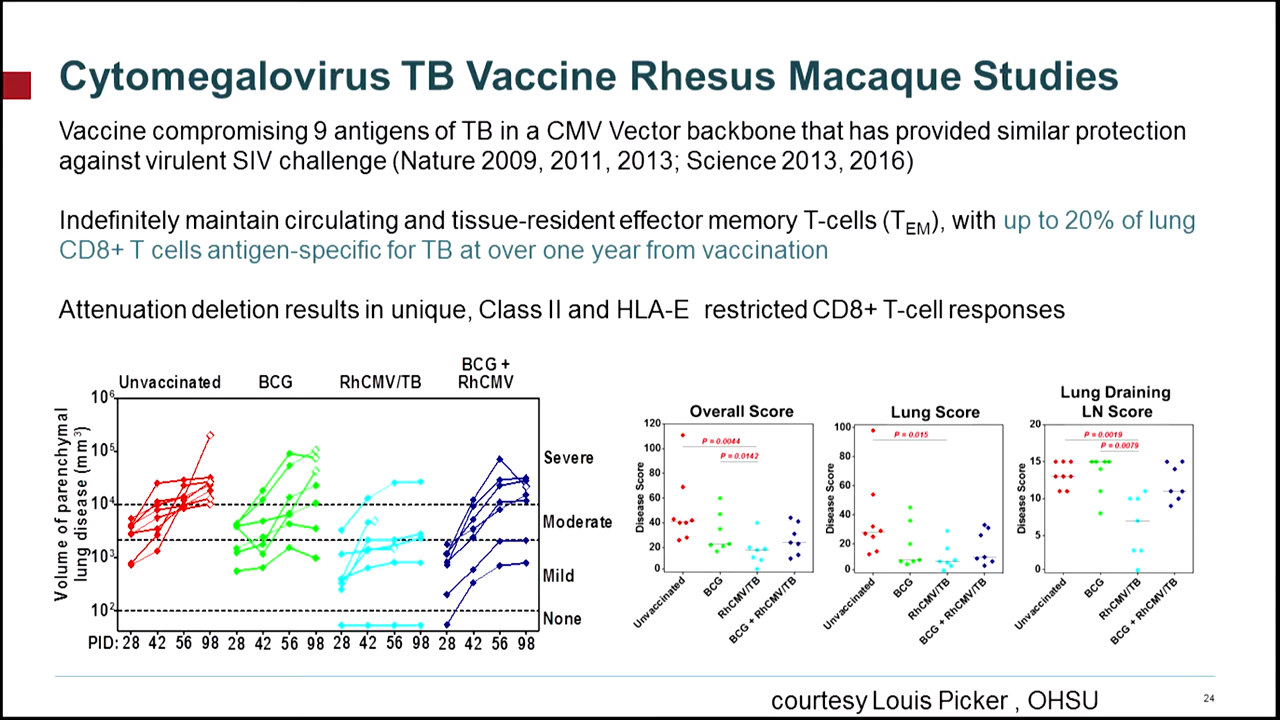 Cytomegalovirus TB Vaccine Rhesus Macaque Studies
Vaccine compromising 9 antigens of TB in a CMV Vector backbone that has provided similar protection
against virulent SIV challenge (Nature 2009, 2011, 2013; Science 2013, 2016)
Indefinitely maintain circulating and tissue-resident effector memory T-cells (TEM), with up to 20% of lung
CD8+ T cells antigen-specific for TB at over one year from vaccination
Attenuation deletion results in unique, Class II and HLA-E restricted CD8+ T-cell responses
Unvaccinated BCG RhCMV/TB BCG +
RhCMV
Volume of parenchymal
lung disease (mm3)
106
105
104
103
102
Severe
Moderate
Mild
None
PID: 28 42 56 98 28 42 56 98 28 42 56 98 28 42 56 98
Overall Score
Disease Score
120
100
80
60
40
20
0
P = 0.0044
P = 0.0142
Unvaccinated
BCG
RhCMV/TB
BCG + RhCMV/TB
Lung Score
Disease Score
100
80
60
40
20
0
P = 0.015
Unvaccinated
BCG
RhCMV/TB
BCG + RhCMV/TB
Lung Draining
LN Score
Disease Score
20
15
10
5
0
P = 0.0019
P = 0.0079
Unvaccinated
BCG
RhCMV/TB
BCG + RhCMV/TB
courtesy Louis Picker , OHSU
24